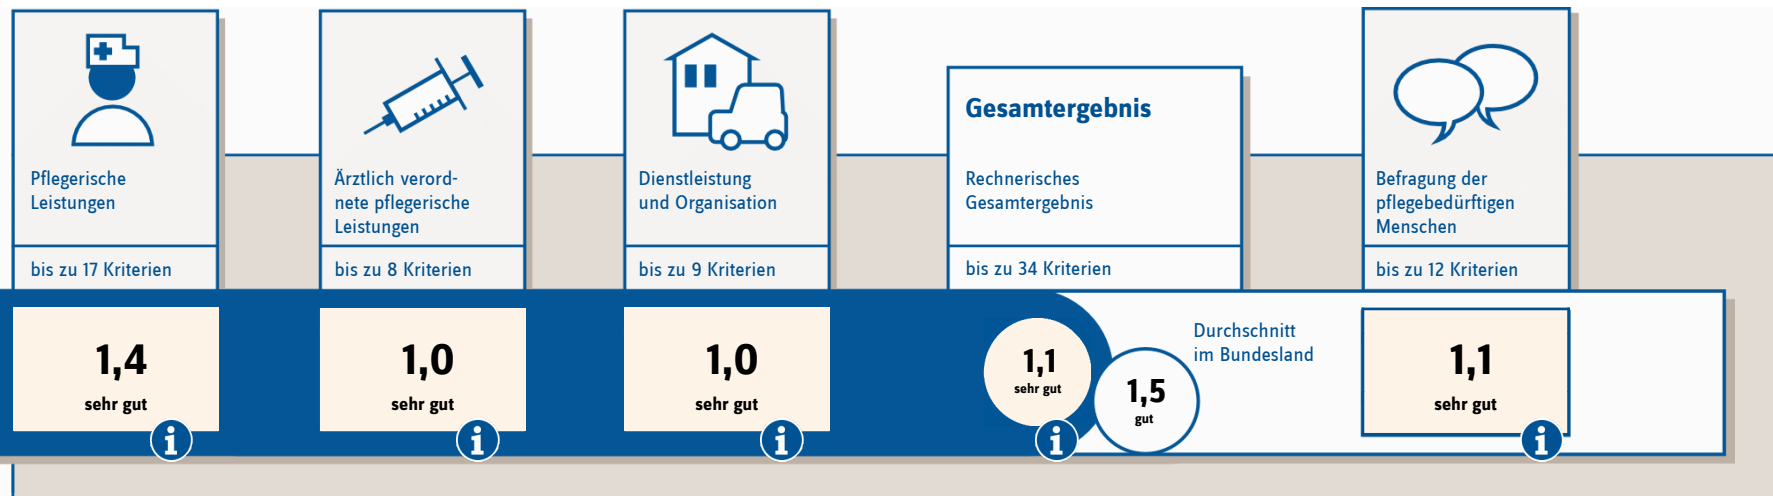 Pflegerische
Leistungen
bis zu 17 Kriterien
1,4
sehr gut
i
Ärztlich verord-
nete pflegerische
Leistungen
bis zu 8 Kriterien
1,0
sehr gut
i
Dienstleistung
und Organisation
bis zu 9 Kriterien
1,0
sehr gut
i
Gesamtergebnis
Rechnerisches
Gesamtergebnis
bis zu 34 Kriterien
1,1
sehr gut
i
1,5
gut
Durchschnitt
im Bundesland
Befragung der
pflegebedürftigen
Menschen
bis zu 12 Kriterien
1,1
sehr gut
i